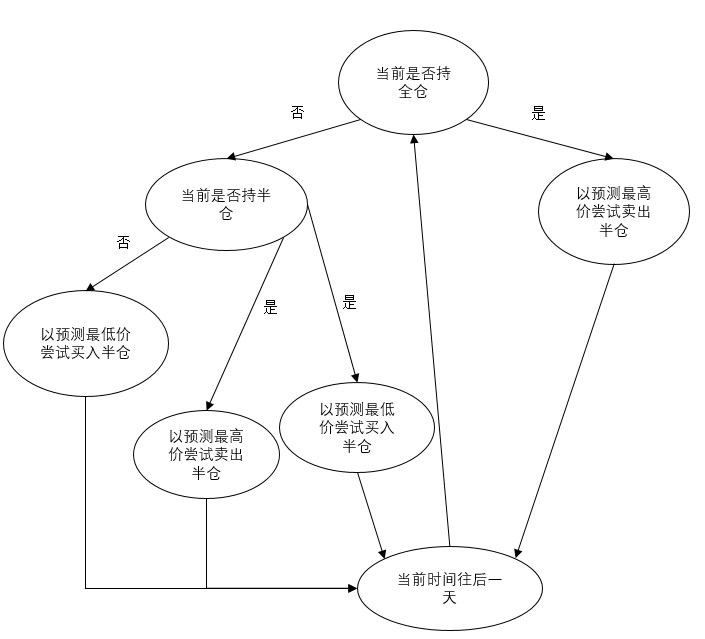 当前是否持
全仓
否
是
当前是否持半
仓
以预测最高
价尝试卖出
半仓
否
是
是
以预测最低价
尝试买入半仓
以预测最高
价尝试卖出
半仓
以预测最低
价尝试买入
半仓
当前时间往后一
天